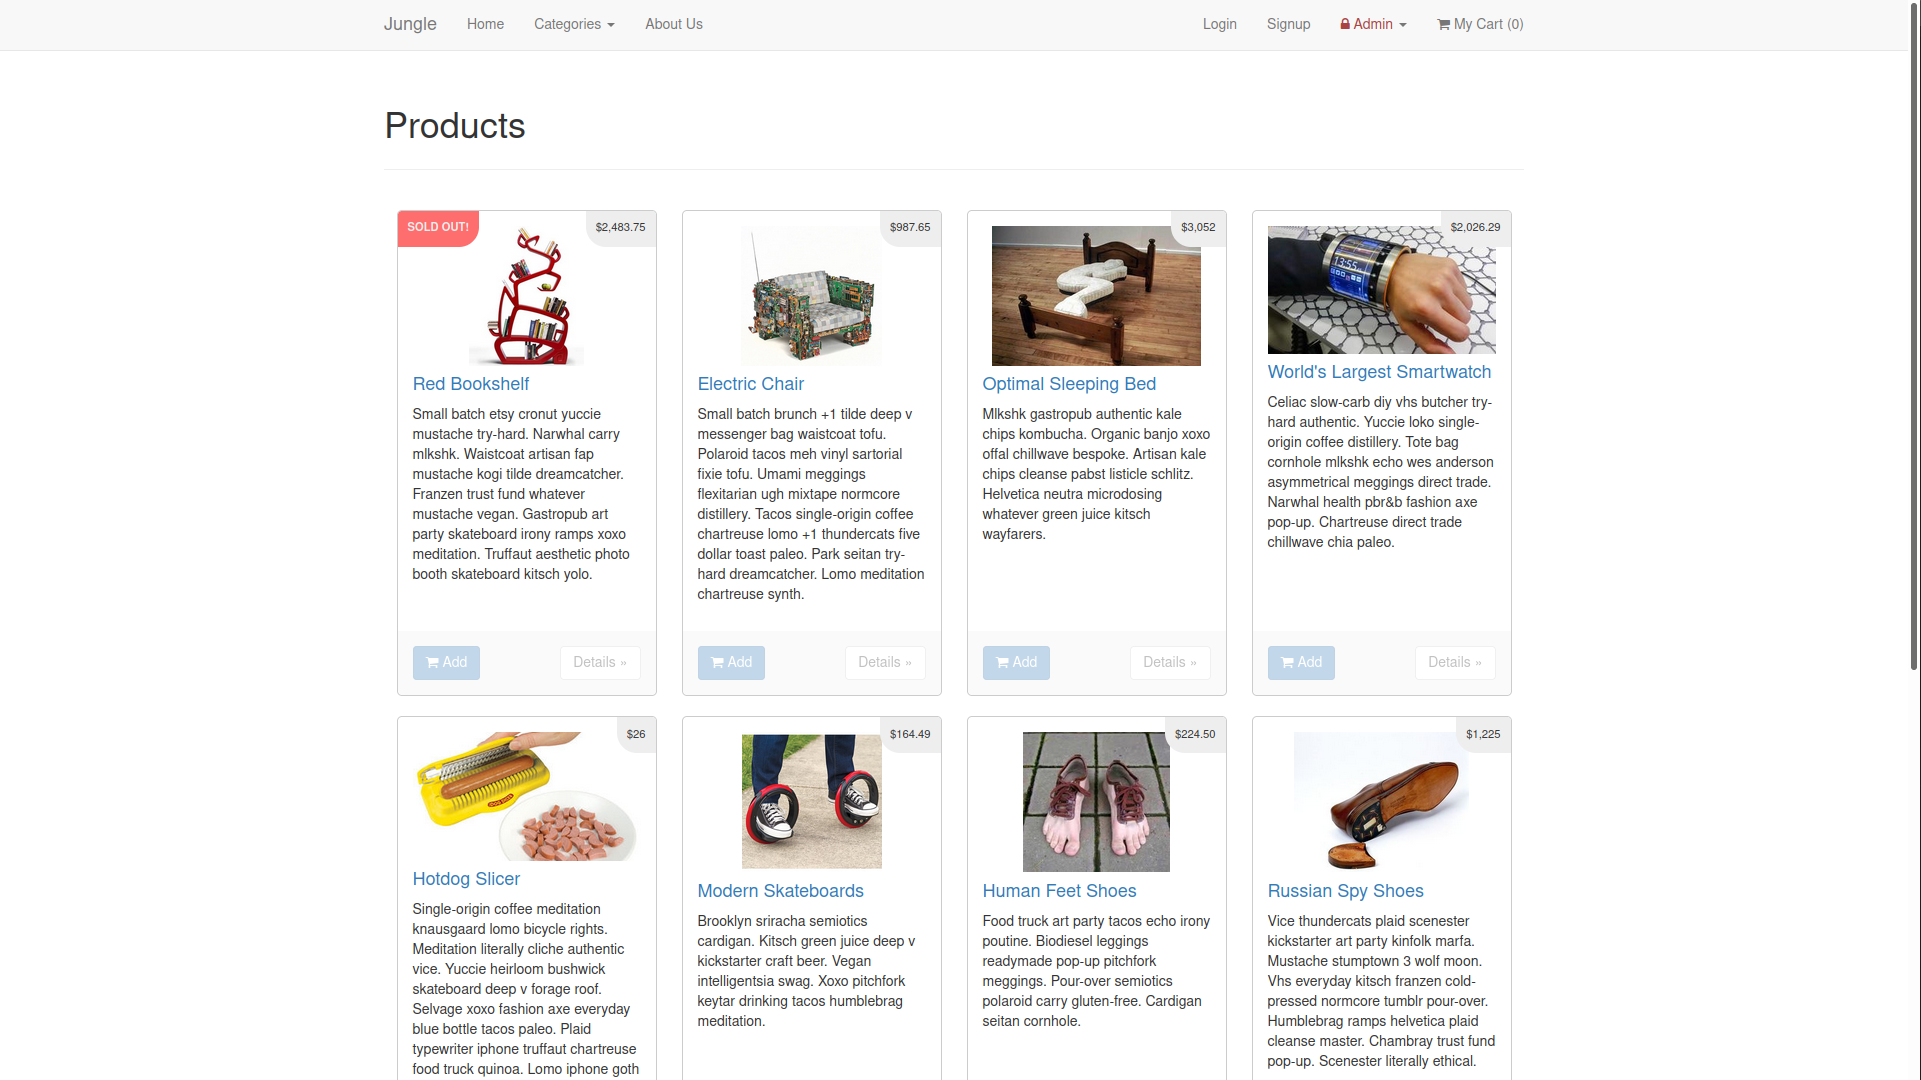 Jungle Home Categories About Us Login Signup Admin My Cart (0)
Products
SOLD OUT!
$2,483.75
Red Bookshelf
Small batch etsy cronut yuccie
mustache try-hard. Narwhal carry
mlkshk. Waistcoat artisan fap
mustache kogi tilde dreamcatcher.
Franzen trust fund whatever
mustache vegan. Gastropub art
party skateboard irony ramps xoxo
meditation. Truffaut aesthetic photo
booth skateboard kitsch yolo.
Add Details »
$987.65
Electric Chair
Small batch brunch +1 tilde deep v
messenger bag waistcoat tofu.
Polaroid tacos meh vinyl sartorial
fixie tofu. Umami meggings
flexitarian ugh mixtape normcore
distillery. Tacos single-origin coffee
chartreuse lomo +1 thundercats five
dollar toast paleo. Park seitan try-
hard dreamcatcher. Lomo meditation
chartreuse synth.
Add Details »
$3,052
Optimal Sleeping Bed
Mlkshk gastropub authentic kale
chips kombucha. Organic banjo xoxo
offal chillwave bespoke. Artisan kale
chips cleanse pabst listicle schlitz.
Helvetica neutra microdosing
whatever green juice kitsch
wayfarers.
Add Details »
$2,026.29
13:55
World's Largest Smartwatch
Celiac slow-carb diy vhs butcher try-
hard authentic. Yuccie loko single-
origin coffee distillery. Tote bag
cornhole mlkshk echo wes anderson
asymmetrical meggings direct trade.
Narwhal health pbr&b fashion axe
pop-up. Chartreuse direct trade
chillwave chia paleo.
Add Details »
$26
Hotdog Slicer
Single-origin coffee meditation
knausgaard lomo bicycle rights.
Meditation literally cliche authentic
vice. Yuccie heirloom bushwick
skateboard deep v forage roof.
Selvage xoxo fashion axe everyday
blue bottle tacos paleo. Plaid
typewriter iphone truffaut chartreuse
food truck quinoa. Lomo iphone goth
$164.49
Modern Skateboards
Brooklyn sriracha semiotics
cardigan. Kitsch green juice deep v
kickstarter craft beer. Vegan
intelligentsia swag. Xoxo pitchfork
keytar drinking tacos humblebrag
meditation.
$224.50
Human Feet Shoes
Food truck art party tacos echo irony
poutine. Biodiesel leggings
readymade pop-up pitchfork
meggings. Pour-over semiotics
polaroid carry gluten-free. Cardigan
seitan cornhole.
$1,225
Russian Spy Shoes
Vice thundercats plaid scenester
kickstarter art party kinfolk marfa.
Mustache stumptown 3 wolf moon.
Vhs everyday kitsch franzen cold-
pressed normcore tumblr pour-over.
Humblebrag ramps helvetica plaid
cleanse master. Chambray trust fund
pop-up. Scenester literally ethical.